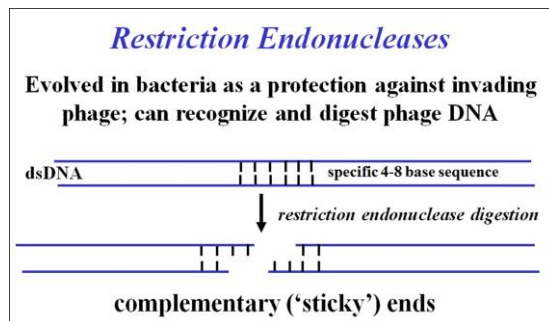 Restriction Endonucleases
Evolved in bacteria as a protection against invading
phage; can recognize and digest phage DNA
dsDNA specific 4-8 base sequence
restriction endonuclease digestion
complementary (‘sticky’) ends